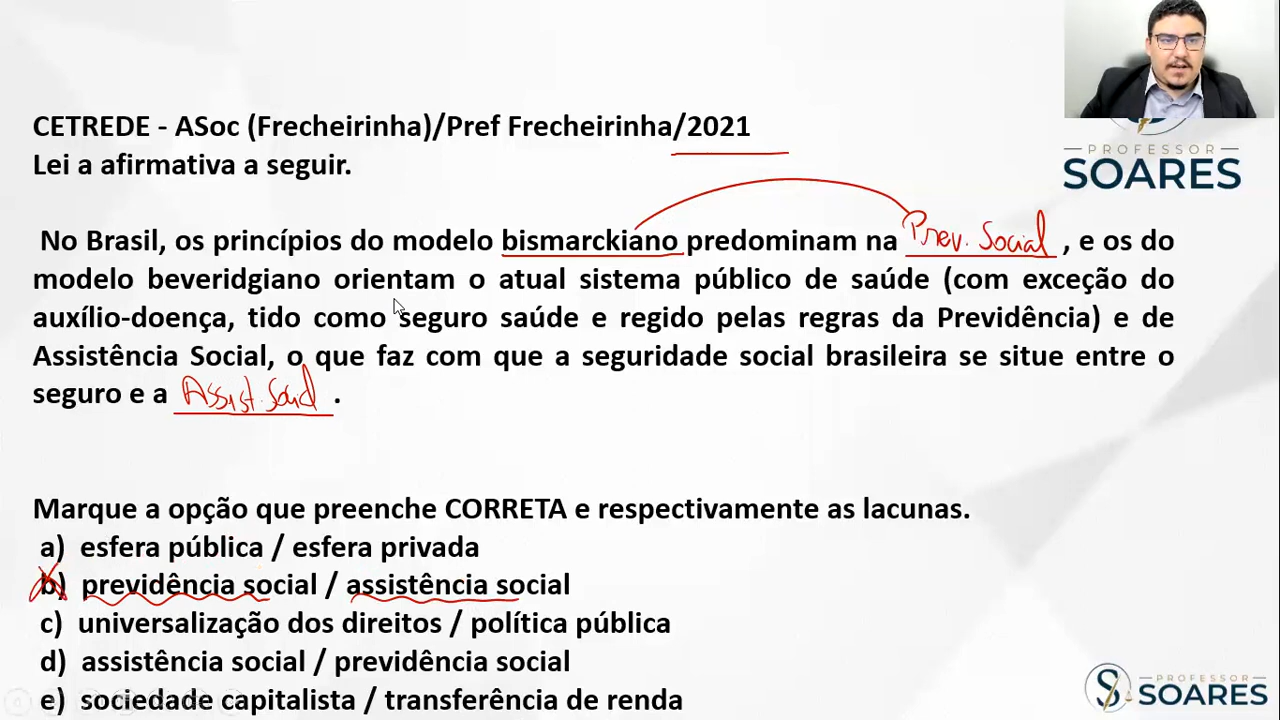 CETREDE - ASoc (Frecheirinha)/Pref Frecheirinha/2021
Lei a afirmativa a seguir.
PROFESSOR
SOARES
No Brasil, os princípios do modelo bismarckiano predominam na Prev. Social, e os do
modelo beveridgiano orientam o atual sistema público de saúde (com exceção do
auxílio-doença, tido como seguro saúde e regido pelas regras da Previdência) e de
Assistência Social, o que faz com que a seguridade social brasileira se situe entre o
seguro e a Assist. Social.
Marque a opção que preenche CORRETA e respectivamente as lacunas.
a) esfera pública / esfera privada
b) previdência social / assistência social
c) universalização dos direitos / política pública
d) assistência social / previdência social
e) sociedade capitalista / transferência de renda
PROFESSOR
SOARES